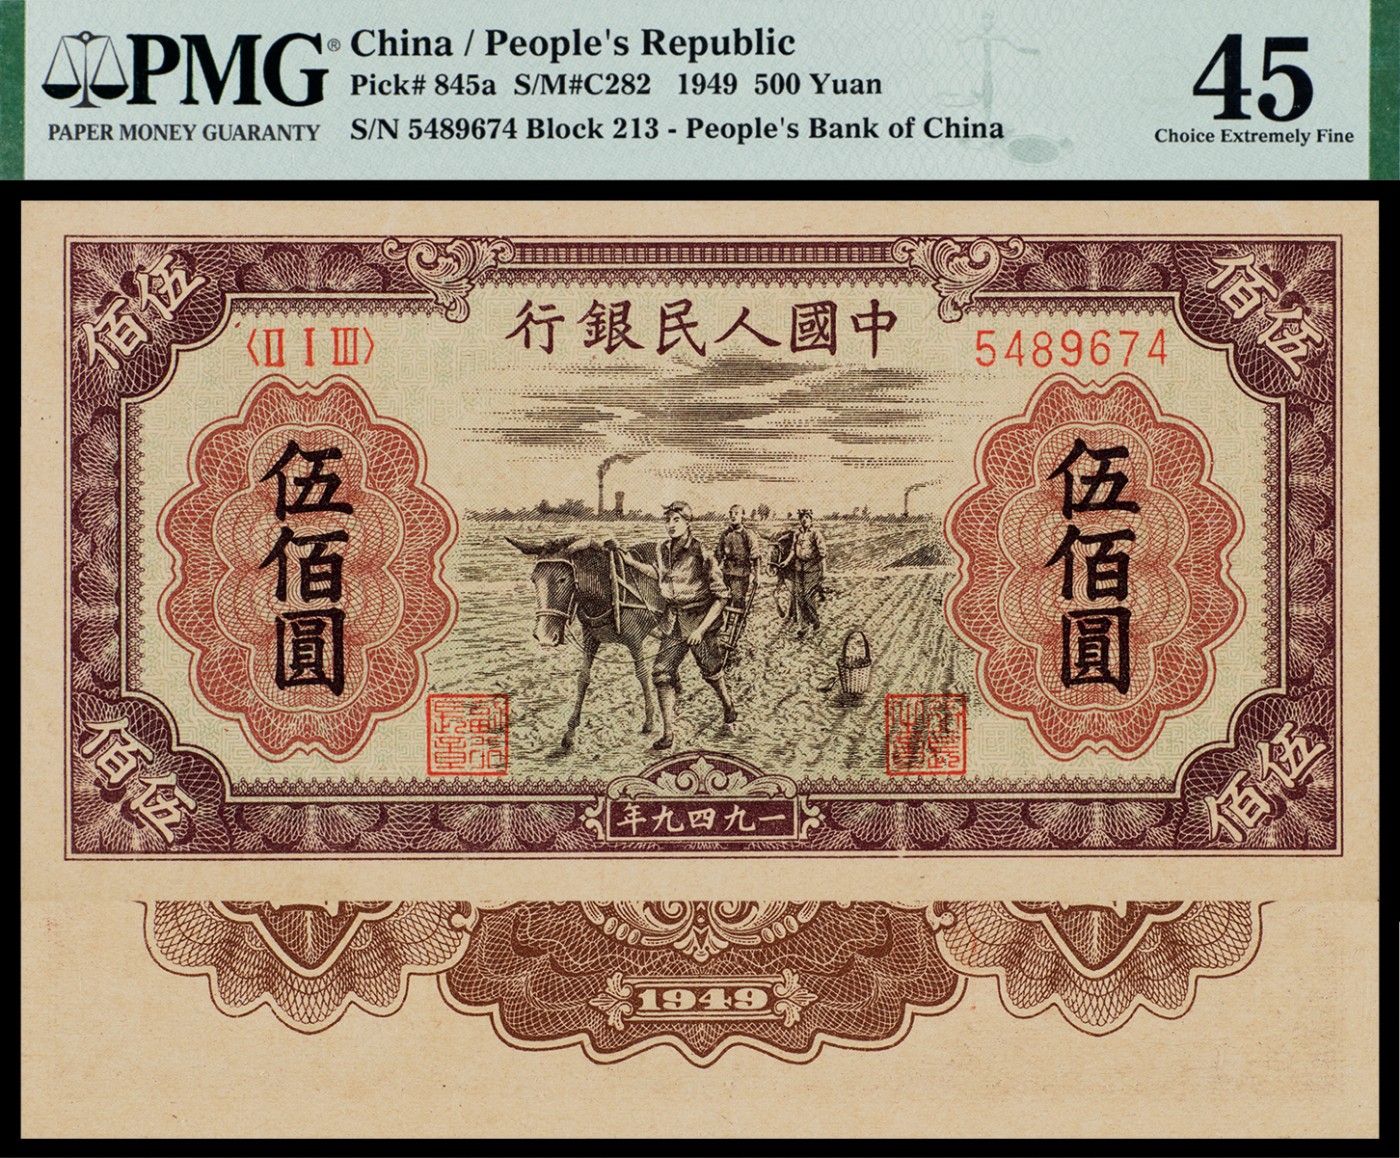 PMG®
PAPER MONEY GUARANTY
China / People's Republic
Pick# 845a S/M#C282 1949 500 Yuan
S/N 5489674 Block 213 - People's Bank of China
45
Choice Extremely Fine
伍佰
佰伍
行銀民人國中
〈II I III〉
5489674
伍佰圓
伍佰圓
佰伍
伍佰
年九四九一
1949